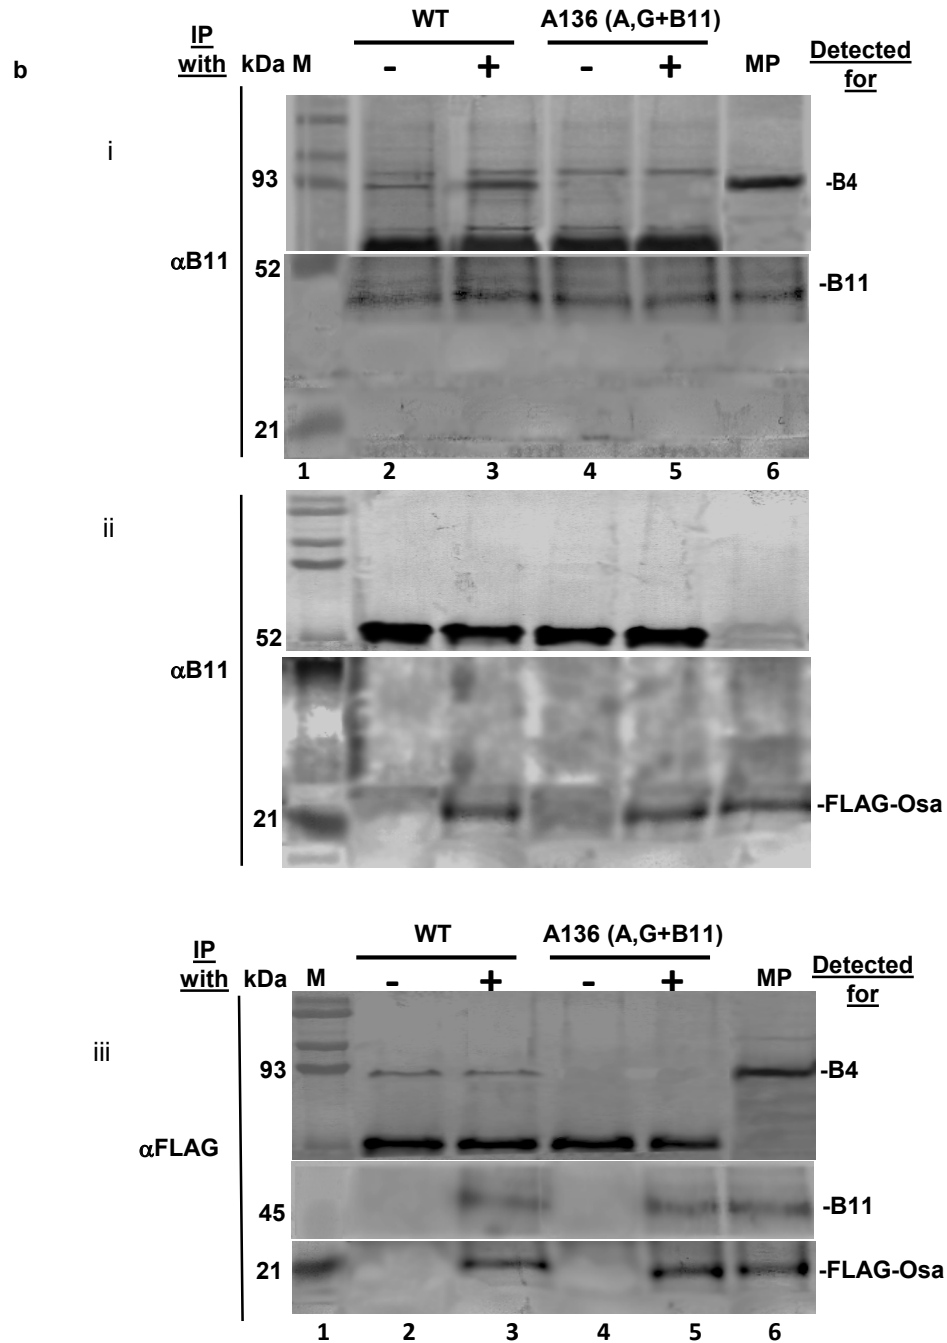 b
WT A136 (A,G+B11)
IP with kDa M - + - + MP Detected for
i
93 -B4
αB11
52 -B11
21
1 2 3 4 5 6
ii
52
αB11
21 -FLAG-Osa
WT A136 (A,G+B11)
IP with kDa M - + - + MP Detected for
iii
93 -B4
αFLAG
45 -B11
21 -FLAG-Osa
1 2 3 4 5 6